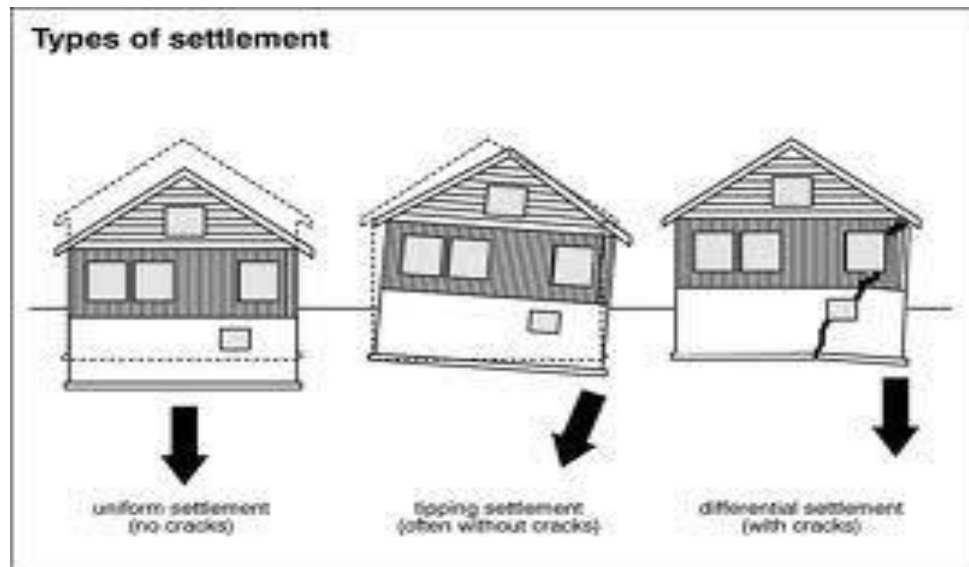 Types of settlement
uniform settlement
(no cracks)
tipping settlement
(often without cracks)
differential settlement
(with cracks)